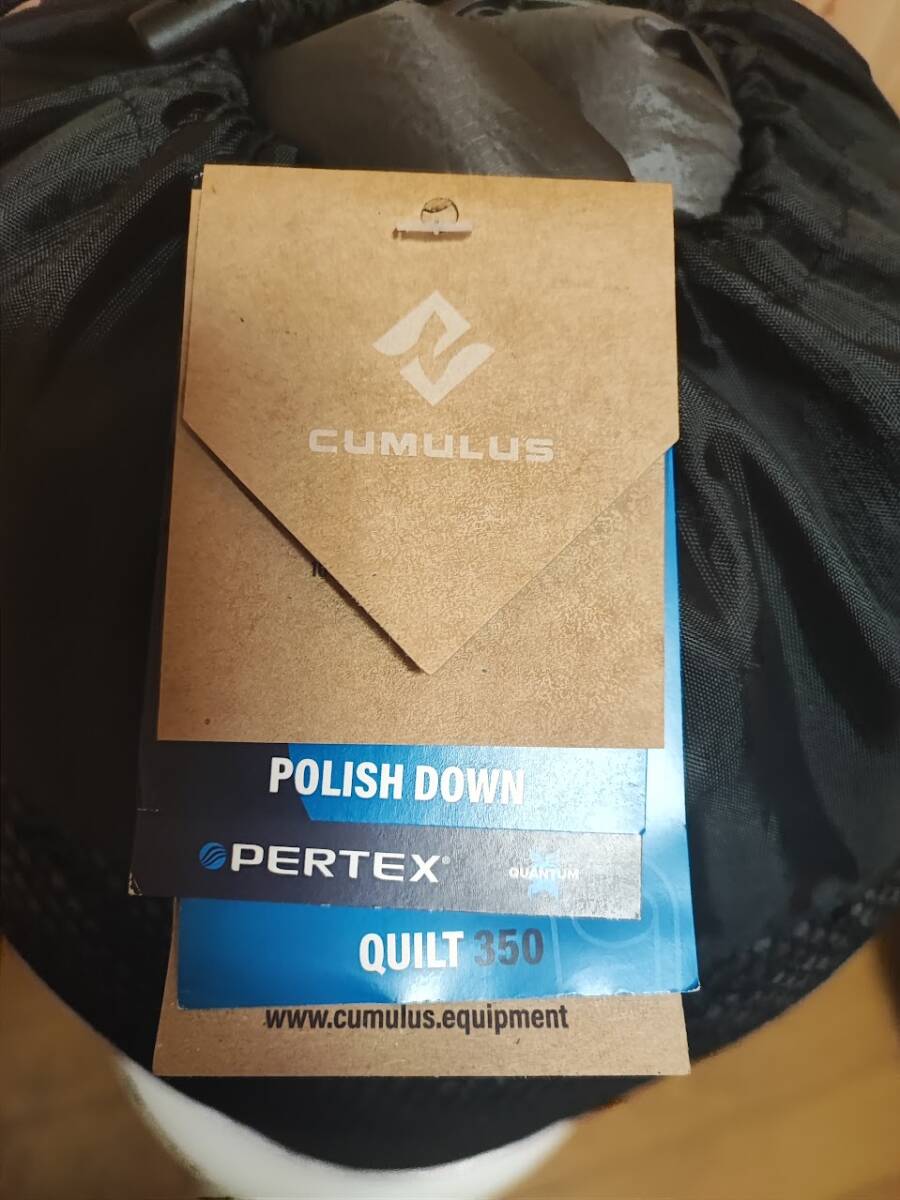 CUMULUS
POLISH DOWN
PERTEX®
QUANTUM
QUILT 350
www.cumulus.equipment